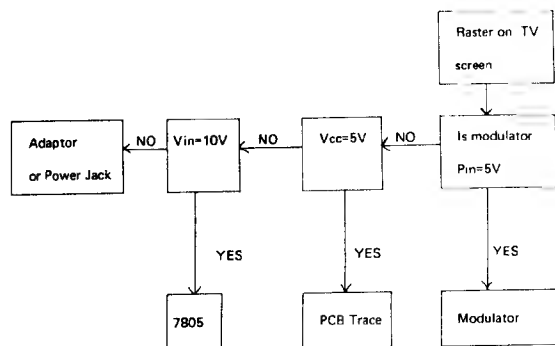 Raster on TV
screen
Is modulator
Pin=5V
NO
Vcc=5V
NO
Vin=10V
NO
Adaptor
or Power Jack
YES
YES
YES
7805
PCB Trace
Modulator